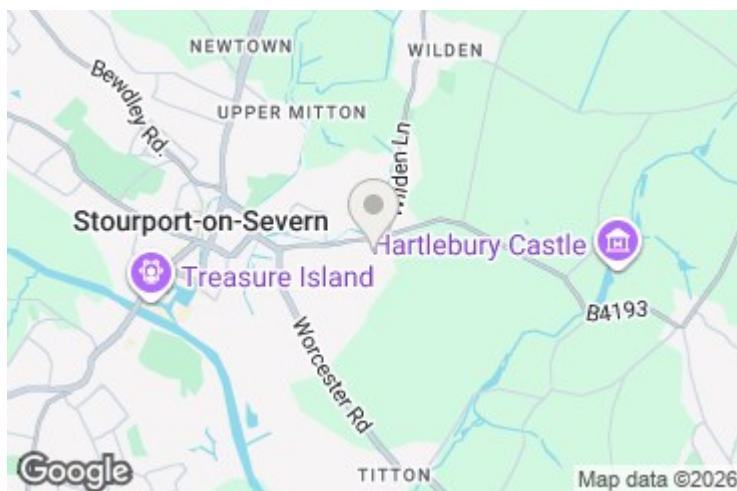 NEWTOWN
WILDEN
Bewdley Rd.
UPPER MITTON
Wilden Ln
Stourport-on-Severn
Hartlebury Castle
Treasure Island
B4193
Worcester Rd
TITTON
Google
Map data ©2026